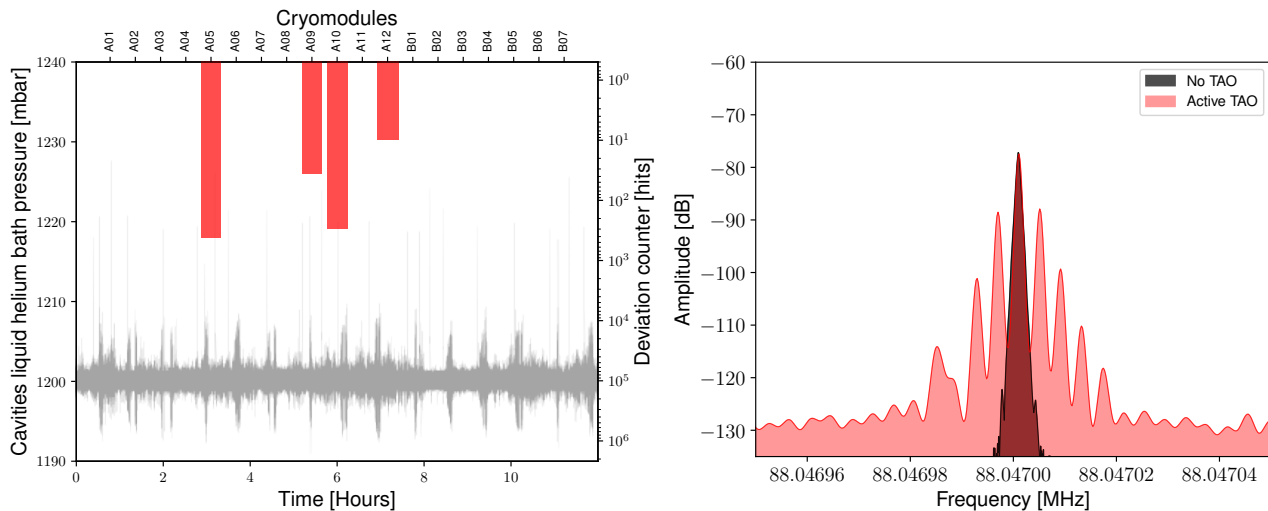 Cryomodules
A01 A02 A03 A04 A05 A06 A07 A08 A09 A10 A11 A12 B01 B02 B03 B04 B05 B06 B07
Cavities liquid helium bath pressure [mbar]
1240
1230
1220
1210
1200
1190
0 2 4 6 8 10
Time [Hours]
10⁰
10¹
10²
10³
10⁴
10⁵
10⁶
Deviation counter [hits]
Amplitude [dB]
−60
−70
−80
−90
−100
−110
−120
−130
No TAO
Active TAO
88.04696 88.04698 88.04700 88.04702 88.04704
Frequency [MHz]